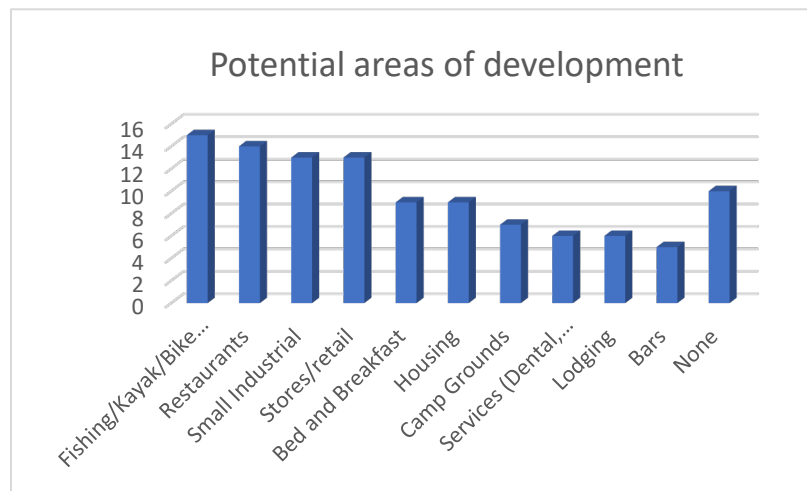 Potential areas of development
16
14
12
10
8
6
4
2
0
Fishing/Kayak/Bike...
Restaurants
Small Industrial
Stores/retail
Bed and Breakfast
Housing
Camp Grounds
Services (Dental,...
Lodging
Bars
None